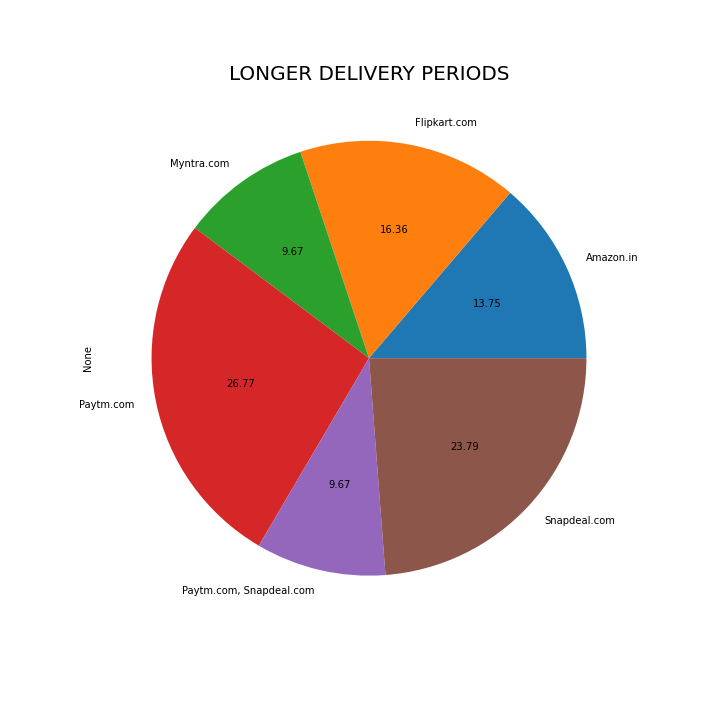 LONGER DELIVERY PERIODS
Flipkart.com
Myntra.com
16.36
9.67
Amazon.in
13.75
None
26.77
Paytm.com
23.79
9.67
Snapdeal.com
Paytm.com, Snapdeal.com